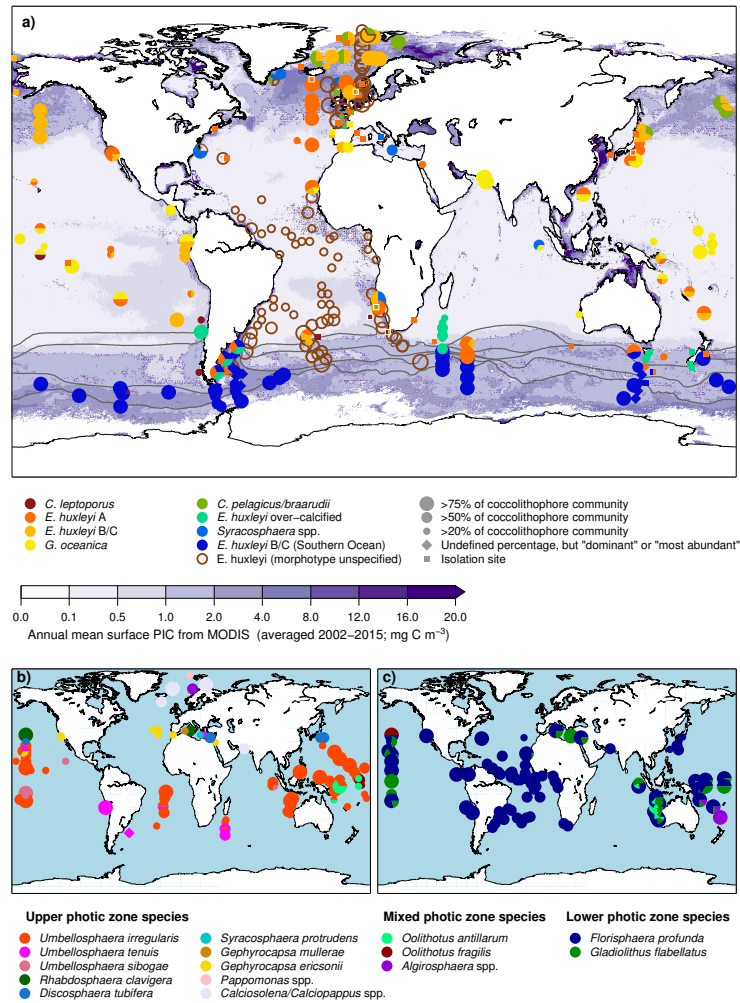 a)
C. leptoporus
E. huxleyi A
E. huxleyi B/C
G. oceanica
C. pelagicus/braarudii
E. huxleyi over-calcified
Syracosphaera spp.
E. huxleyi B/C (Southern Ocean)
E. huxleyi (morphotype unspecified)
>75% of coccolithophore community
>50% of coccolithophore community
>20% of coccolithophore community
Undefined percentage, but "dominant" or "most abundant"
Isolation site
0.0 0.1 0.5 1.0 2.0 4.0 8.0 12.0 16.0 20.0
Annual mean surface PIC from MODIS (averaged 2002−2015; mg C m⁻³)
b)
c)
Upper photic zone species
Umbellosphaera irregularis
Umbellosphaera tenuis
Umbellosphaera sibogae
Rhabdosphaera clavigera
Discosphaera tubifera
Syracosphaera protrudens
Gephyrocapsa mullerae
Gephyrocapsa ericsonii
Pappomonas spp.
Calciosolena/Calciopappus spp.
Mixed photic zone species
Oolithotus antillarum
Oolithotus fragilis
Algirosphaera spp.
Lower photic zone species
Florisphaera profunda
Gladiolithus flabellatus